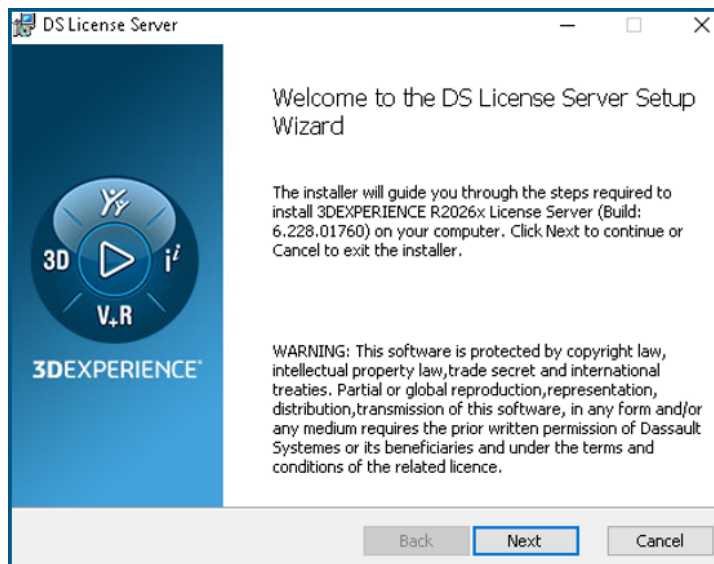 DS License Server
Welcome to the DS License Server Setup
Wizard
The installer will guide you through the steps required to
install 3DEXPERIENCE R2026x License Server (Build:
6.228.01760) on your computer. Click Next to continue or
Cancel to exit the installer.
3D
i
V+R
3DEXPERIENCE
WARNING: This software is protected by copyright law,
intellectual property law,trade secret and international
treaties. Partial or global reproduction,representation,
distribution,transmission of this software, in any form and/or
any medium requires the prior written permission of Dassault
Systemes or its beneficiaries and under the terms and
conditions of the related licence.
Back Next Cancel